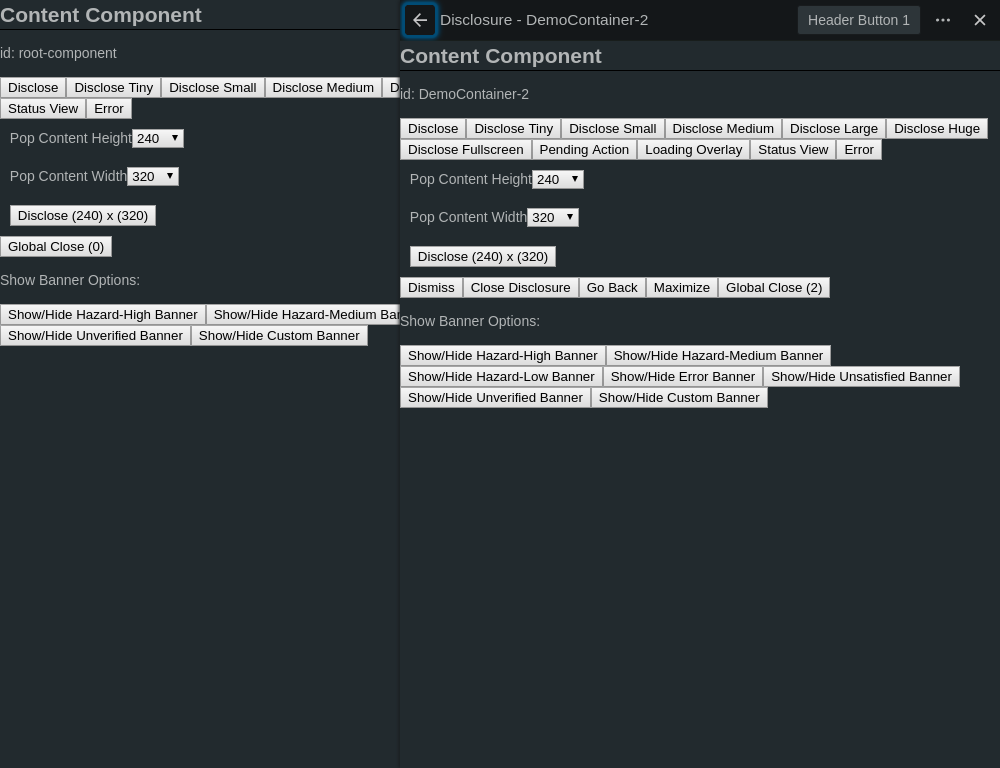 Content Component
id: root-component
Disclose Disclose Tiny Disclose Small Disclose Medium D
Status View Error
Pop Content Height 240
Pop Content Width 320
Disclose (240) x (320)
Global Close (0)
Show Banner Options:
Show/Hide Hazard-High Banner Show/Hide Hazard-Medium Bar
Show/Hide Unverified Banner Show/Hide Custom Banner
Disclosure - DemoContainer-2 Header Button 1
Content Component
id: DemoContainer-2
Disclose Disclose Tiny Disclose Small Disclose Medium Disclose Large Disclose Huge
Disclose Fullscreen Pending Action Loading Overlay Status View Error
Pop Content Height 240
Pop Content Width 320
Disclose (240) x (320)
Dismiss Close Disclosure Go Back Maximize Global Close (2)
Show Banner Options:
Show/Hide Hazard-High Banner Show/Hide Hazard-Medium Banner
Show/Hide Hazard-Low Banner Show/Hide Error Banner Show/Hide Unsatisfied Banner
Show/Hide Unverified Banner Show/Hide Custom Banner